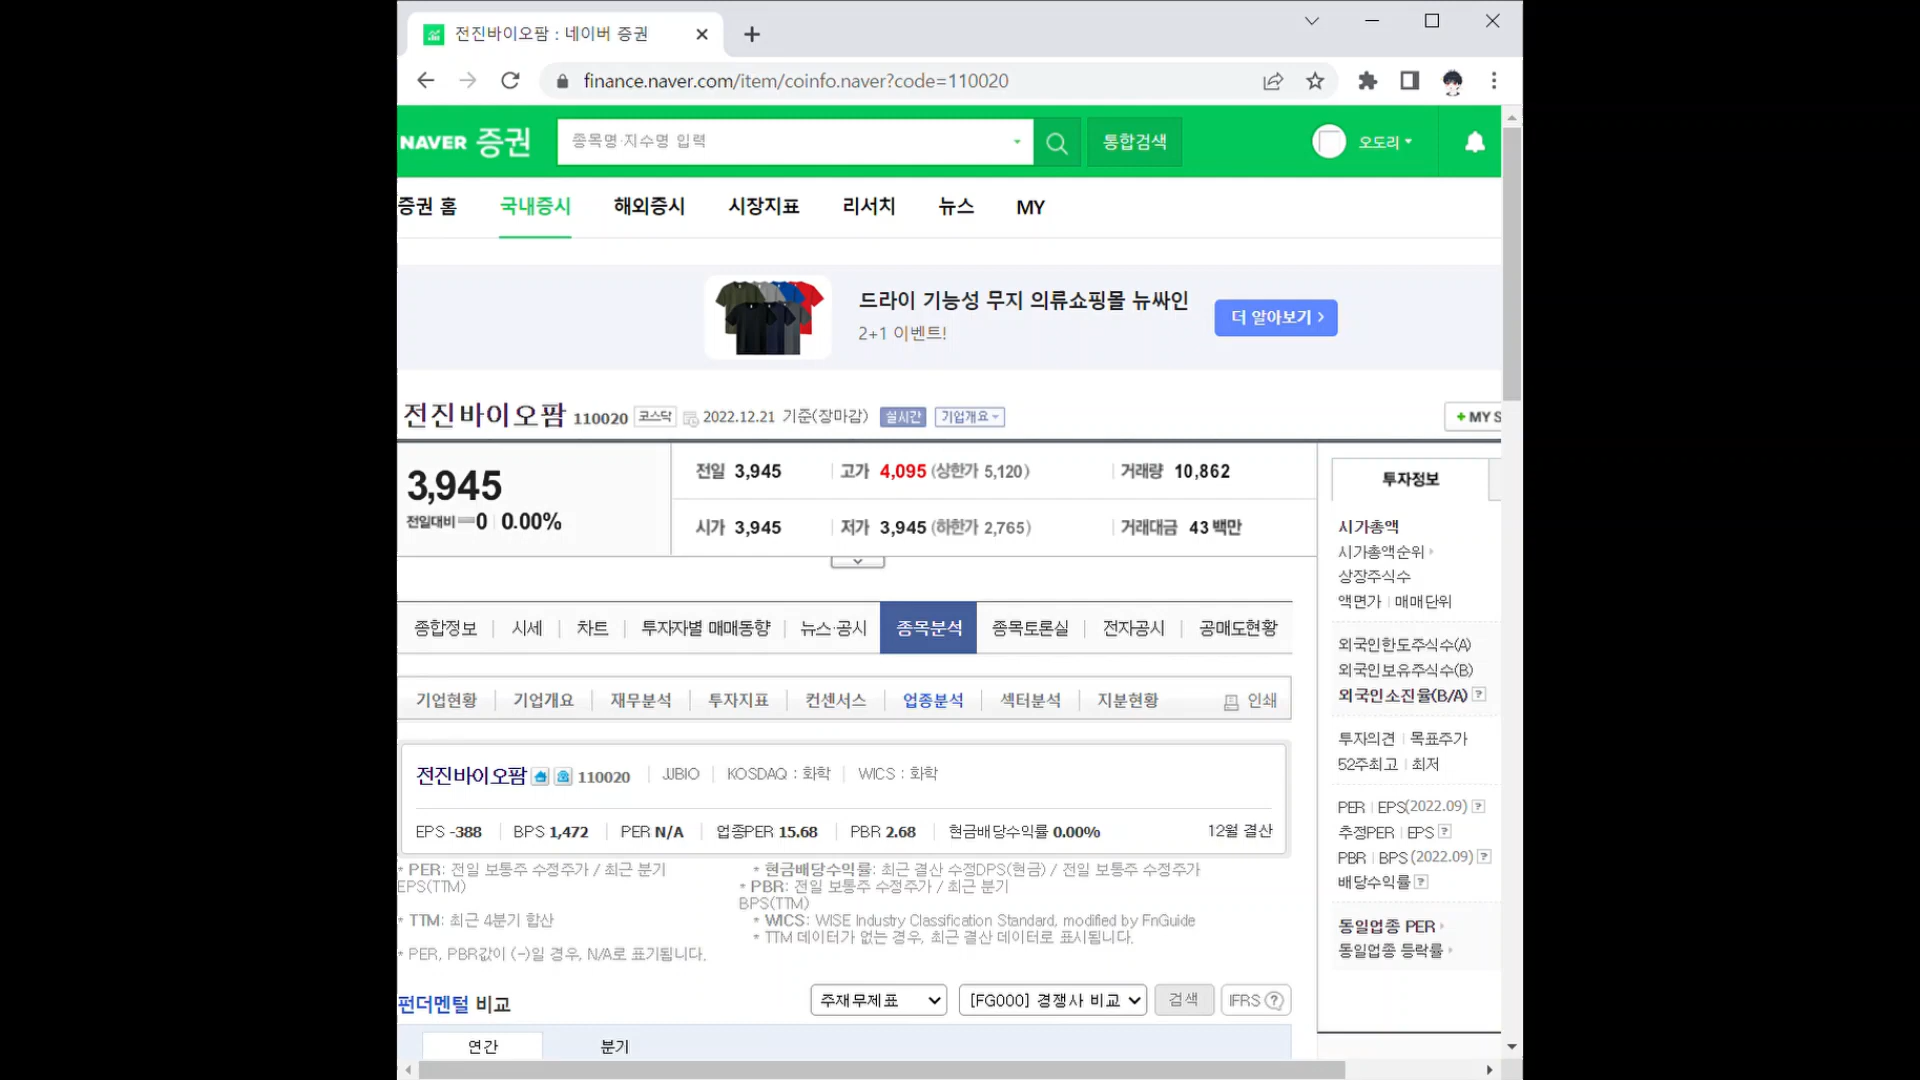 전진바이오팜 : 네이버 증권
finance.naver.com/item/coinfo.naver?code=110020
NAVER 증권
종목명·지수명 입력
통합검색
오도리
증권 홈 국내증시 해외증시 시장지표 리서치 뉴스 MY
드라이 기능성 무지 의류쇼핑몰 뉴싸인
2+1 이벤트!
더 알아보기 >
전진바이오팜 110020 코스닥 2022.12.21 기준(장마감) 실시간 기업개요
+ MY S
3,945
전일대비 0 0.00%
전일 3,945 고가 4,095 (상한가 5,120) 거래량 10,862
시가 3,945 저가 3,945 (하한가 2,765) 거래대금 43 백만
종합정보 시세 차트 투자자별 매매동향 뉴스·공시 종목분석 종목토론실 전자공시 공매도현황
기업현황 기업개요 재무분석 투자지표 컨센서스 업종분석 섹터분석 지분현황 인쇄
전진바이오팜 110020 JJBIO KOSDAQ : 화학 WICS : 화학
EPS -388 BPS 1,472 PER N/A 업종PER 15.68 PBR 2.68 현금배당수익률 0.00% 12월 결산
* PER: 전일 보통주 수정주가 / 최근 분기
EPS(TTM)
* TTM: 최근 4분기 합산
* PER, PBR값이 (-)일 경우, N/A로 표기됩니다.
* 현금배당수익률: 최근 결산 수정DPS(현금) / 전일 보통주 수정주가
* PBR: 전일 보통주 수정주가 / 최근 분기
BPS(TTM)
* WICS: WISE Industry Classification Standard, modified by FnGuide
* TTM 데이터가 없는 경우, 최근 결산 데이터로 표시됩니다.
펀더멘털 비교
주재무제표 [FG000] 경쟁사 비교 검색 IFRS ?
연간 분기
투자정보
시가총액
시가총액순위
상장주식수
액면가 | 매매단위
외국인한도주식수(A)
외국인보유주식수(B)
외국인소진율(B/A) ?
투자의견 | 목표주가
52주최고 | 최저
PER | EPS(2022.09) ?
추정PER | EPS ?
PBR | BPS (2022.09) ?
배당수익률 ?
동일업종 PER
동일업종 등락률